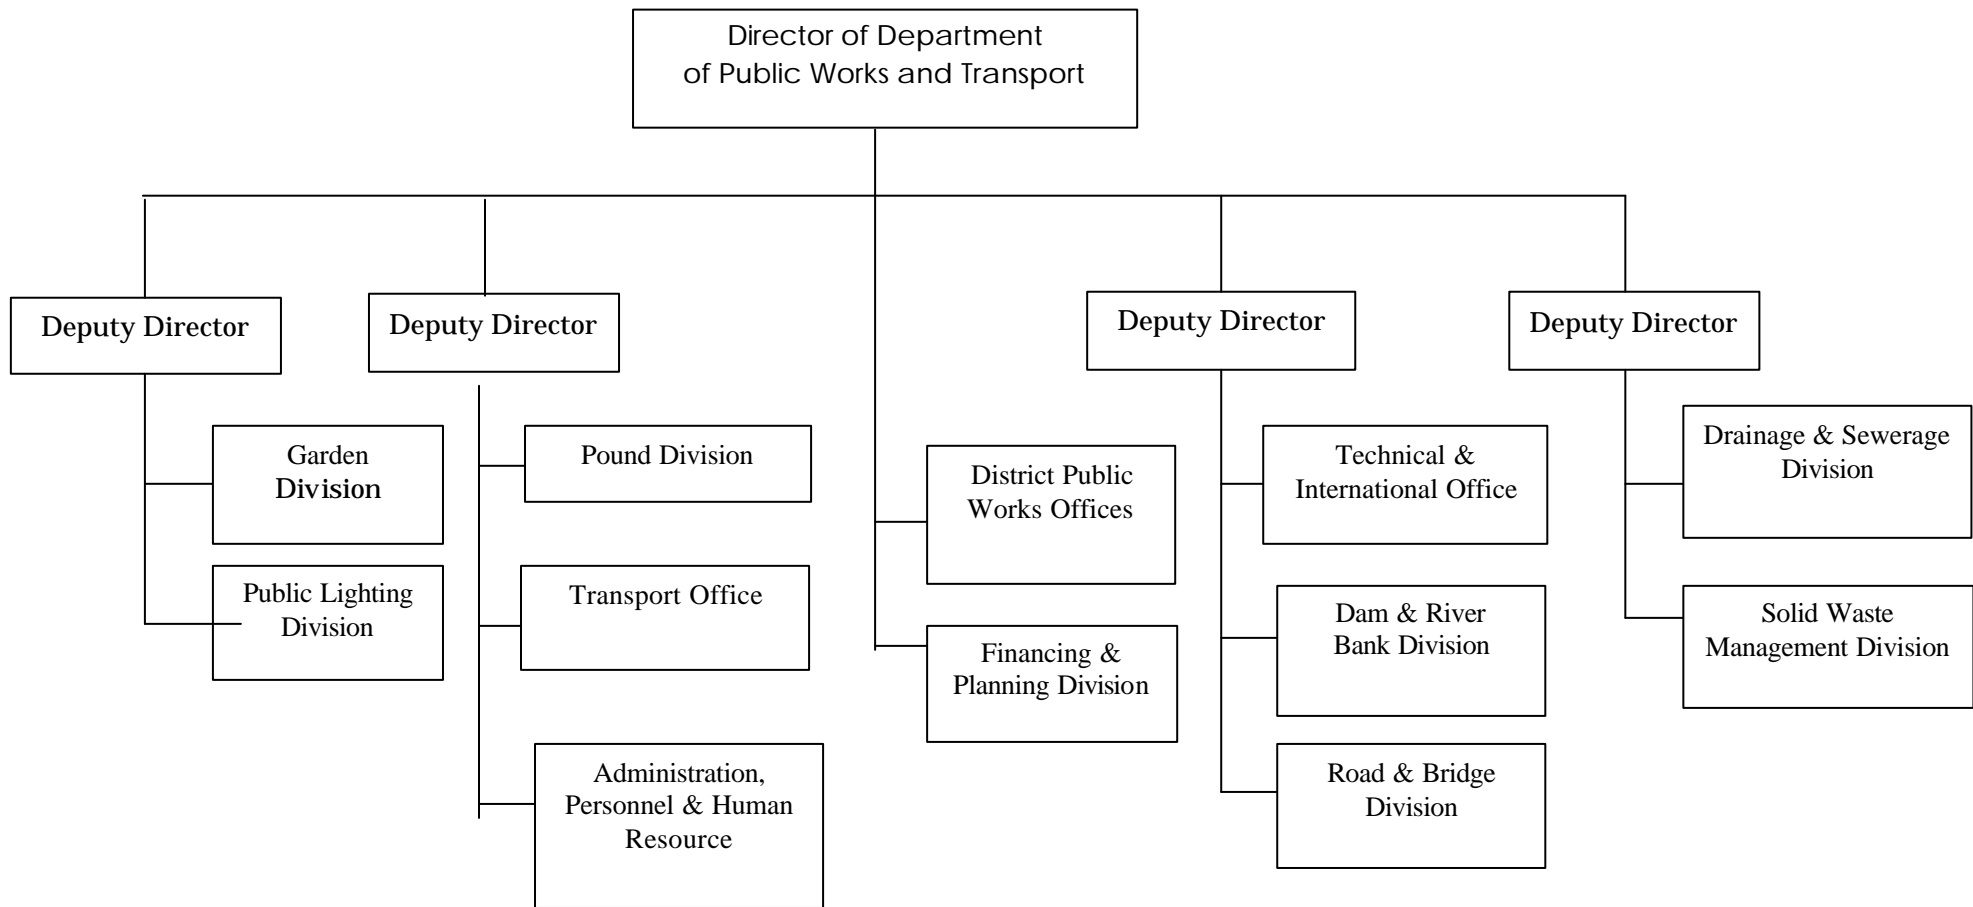 Director of Department
of Public Works and Transport
Deputy Director
Deputy Director
Deputy Director
Deputy Director
Garden
Division
Public Lighting
Division
Pound Division
Transport Office
Administration,
Personnel & Human
Resource
District Public
Works Offices
Financing &
Planning Division
Technical &
International Office
Dam & River
Bank Division
Road & Bridge
Division
Drainage & Sewerage
Division
Solid Waste
Management Division